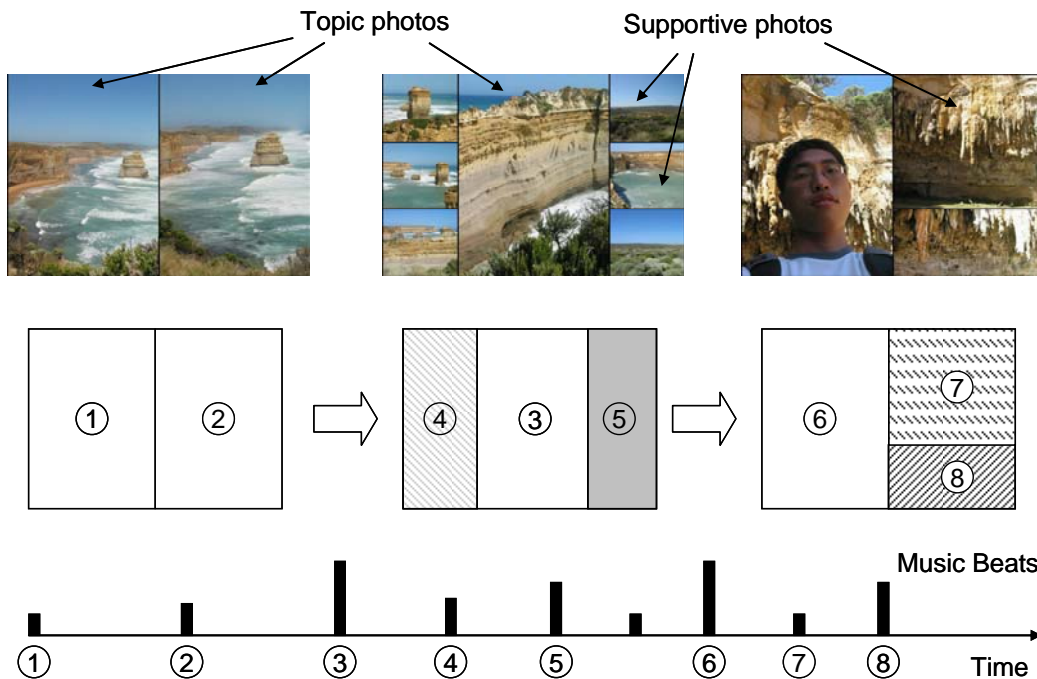 Topic photos
Supportive photos
① ②
④ ③ ⑤
⑥ ⑦
⑧
Music Beats
① ② ③ ④ ⑤ ⑥ ⑦ ⑧
Time